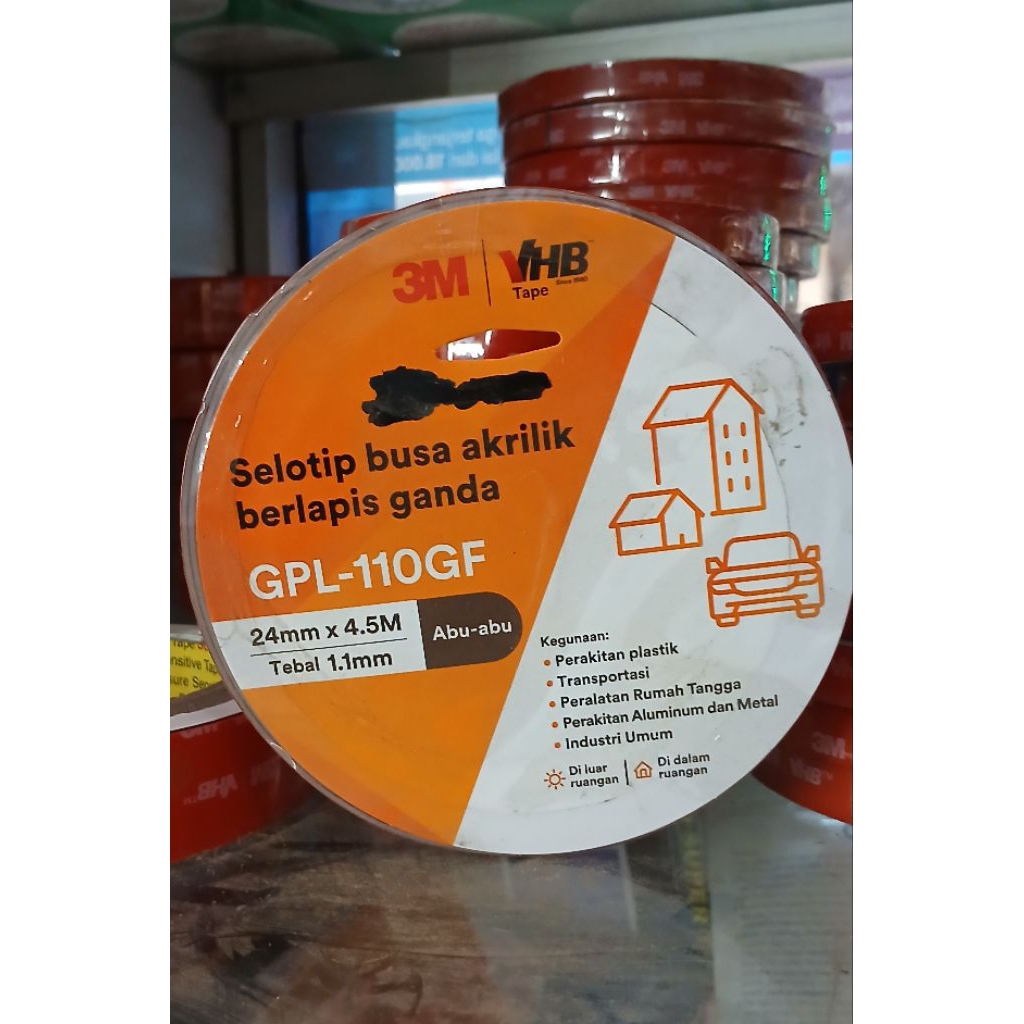 3M
VHB
Since 1980
Tape
Selotip busa akrilik
berlapis ganda
GPL-110GF
24mm x 4.5M
Tebal 1.1mm
Abu-abu
Kegunaan:
• Perakitan plastik
• Transportasi
• Peralatan Rumah Tangga
• Perakitan Aluminum dan Metal
• Industri Umum
Di luar
ruangan
Di dalam
ruangan
3M
VHB